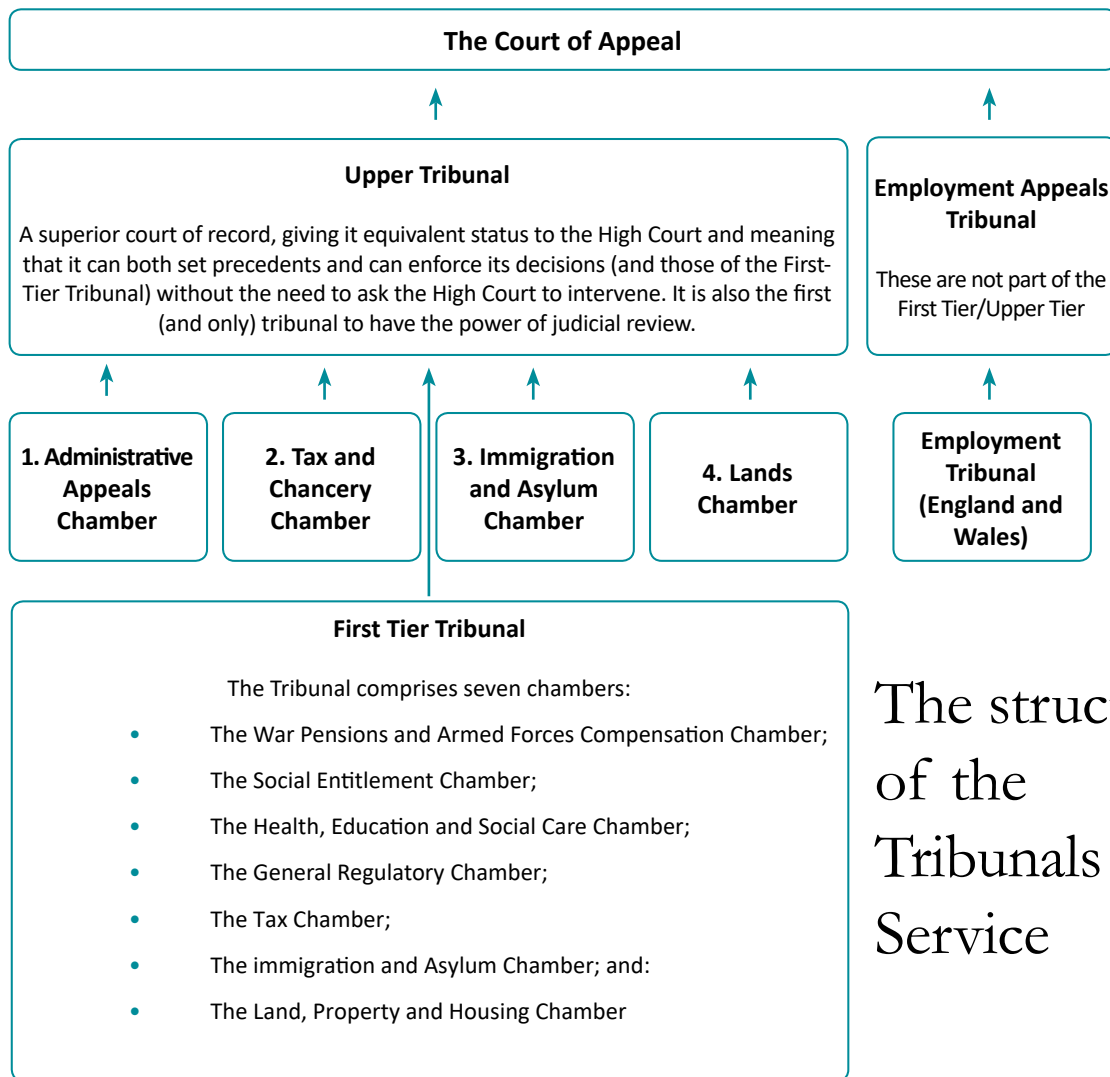 The Court of Appeal
Upper Tribunal
A superior court of record, giving it equivalent status to the High Court and meaning
that it can both set precedents and can enforce its decisions (and those of the First-
Tier Tribunal) without the need to ask the High Court to intervene. It is also the first
(and only) tribunal to have the power of judicial review.
Employment Appeals
Tribunal
These are not part of the
First Tier/Upper Tier
1. Administrative
Appeals
Chamber
2. Tax and
Chancery
Chamber
3. Immigration
and Asylum
Chamber
4. Lands
Chamber
Employment
Tribunal
(England and
Wales)
First Tier Tribunal
The Tribunal comprises seven chambers:
• The War Pensions and Armed Forces Compensation Chamber;
• The Social Entitlement Chamber;
• The Health, Education and Social Care Chamber;
• The General Regulatory Chamber;
• The Tax Chamber;
• The immigration and Asylum Chamber; and:
• The Land, Property and Housing Chamber
The struc
of the
Tribunals
Service